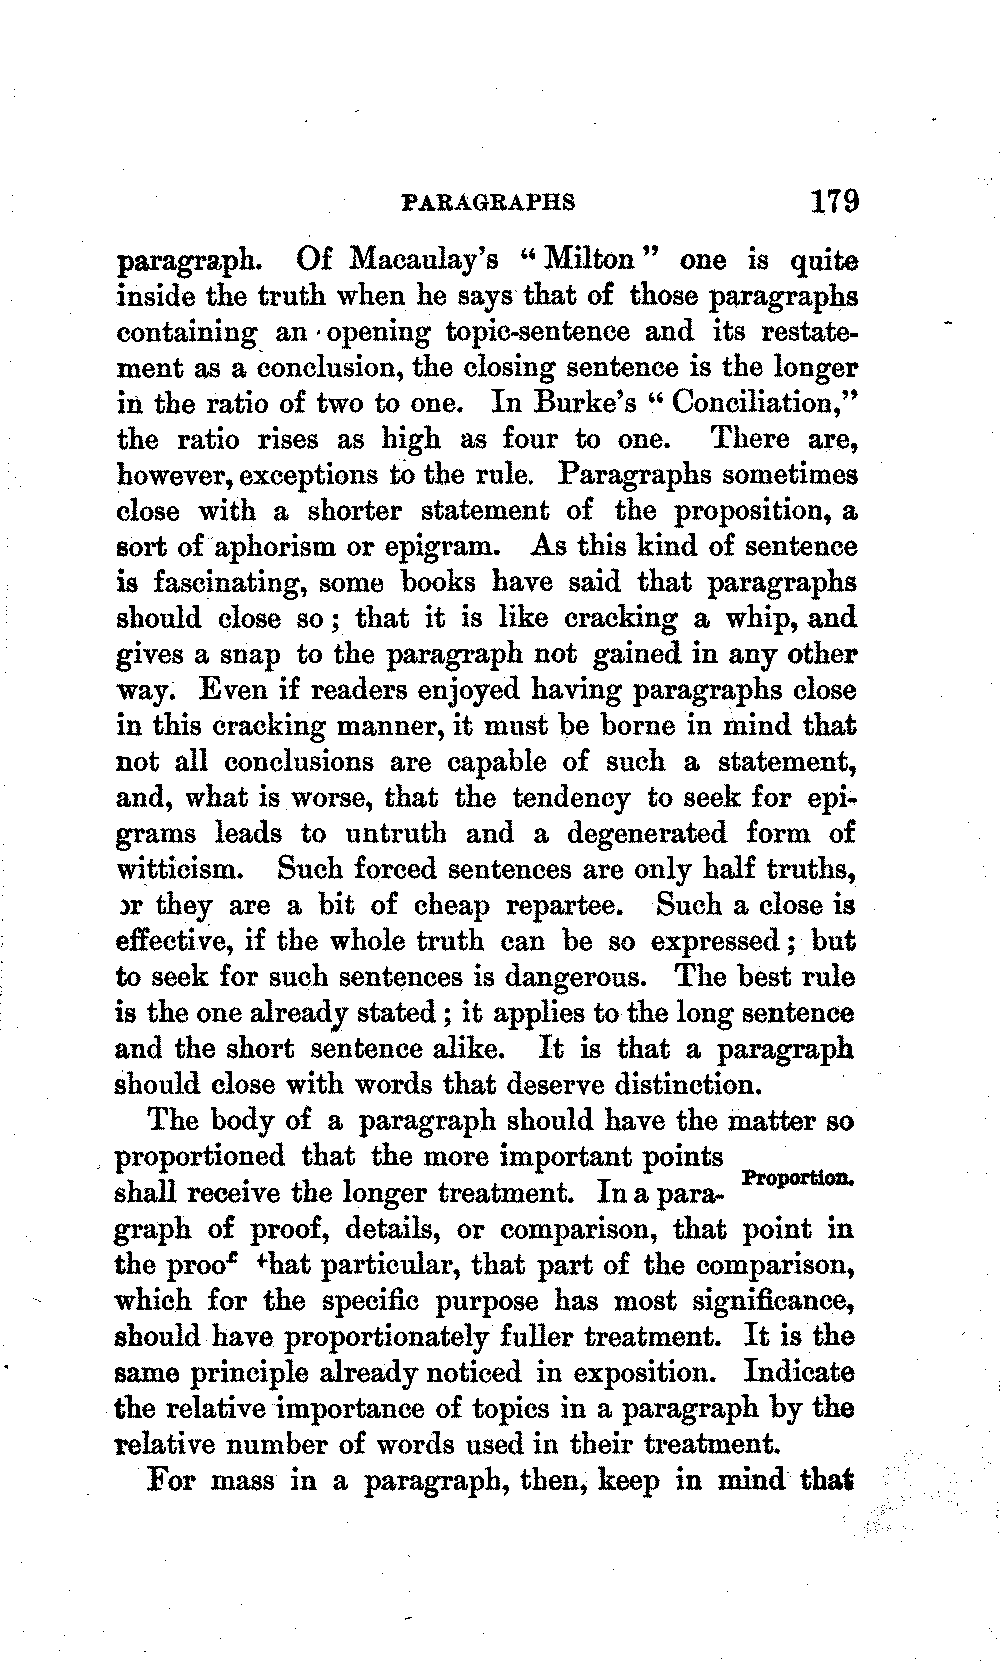 PARAGRAPHS 179
paragraph. Of Macaulay's "Milton" one is quite
inside the truth when he says that of those paragraphs
containing an opening topic-sentence and its restate-
ment as a conclusion, the closing sentence is the longer
in the ratio of two to one. In Burke's "Conciliation,"
the ratio rises as high as four to one. There are,
however, exceptions to the rule. Paragraphs sometimes
close with a shorter statement of the proposition, a
sort of aphorism or epigram. As this kind of sentence
is fascinating, some books have said that paragraphs
should close so; that it is like cracking a whip, and
gives a snap to the paragraph not gained in any other
way. Even if readers enjoyed having paragraphs close
in this cracking manner, it must be borne in mind that
not all conclusions are capable of such a statement,
and, what is worse, that the tendency to seek for epi-
grams leads to untruth and a degenerated form of
witticism. Such forced sentences are only half truths,
or they are a bit of cheap repartee. Such a close is
effective, if the whole truth can be so expressed; but
to seek for such sentences is dangerous. The best rule
is the one already stated; it applies to the long sentence
and the short sentence alike. It is that a paragraph
should close with words that deserve distinction.
The body of a paragraph should have the matter so
proportioned that the more important points
Proportion.
shall receive the longer treatment. In a para-
graph of proof, details, or comparison, that point in
the proof that particular, that part of the comparison,
which for the specific purpose has most significance,
should have proportionately fuller treatment. It is the
same principle already noticed in exposition. Indicate
the relative importance of topics in a paragraph by the
relative number of words used in their treatment.
For mass in a paragraph, then, keep in mind that